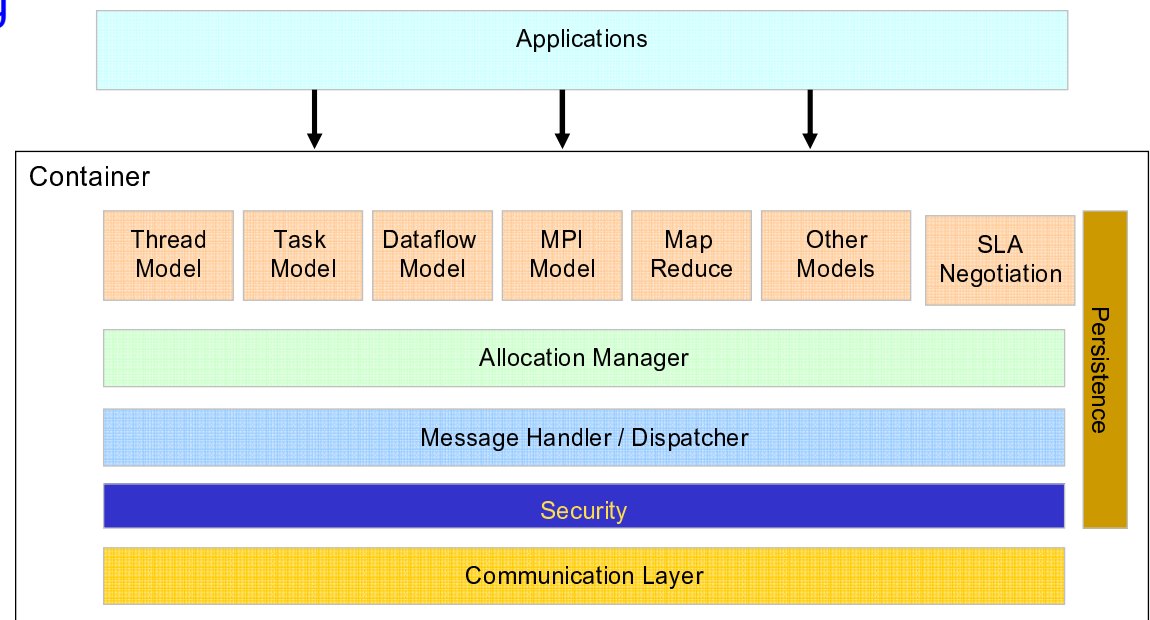 g
Applications
Container
Thread
Model
Task
Model
Dataflow
Model
MPI
Model
Map
Reduce
Other
Models
SLA
Negotiation
Persistence
Allocation Manager
Message Handler / Dispatcher
Security
Communication Layer